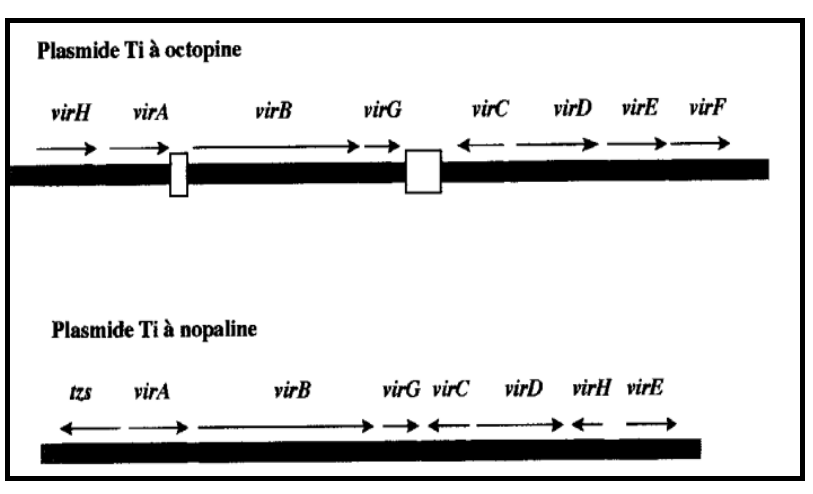 Plasmide Ti à octopine
virH virA virB virG virC virD virE virF
Plasmide Ti à nopaline
tzs virA virB virG virC virD virH virE